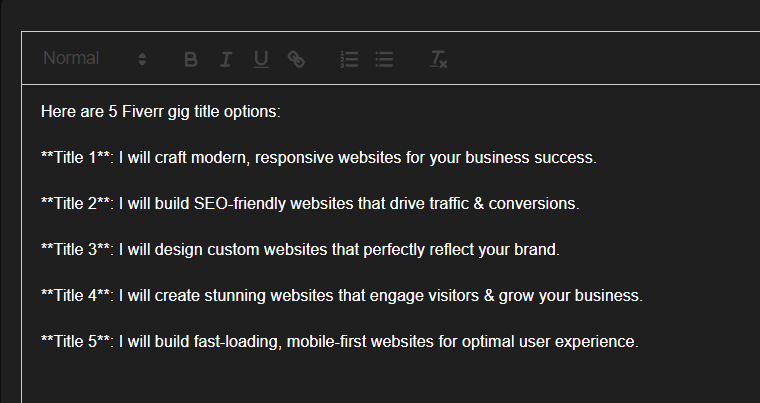 Normal
Here are 5 Fiverr gig title options:
**Title 1**: I will craft modern, responsive websites for your business success.
**Title 2**: I will build SEO-friendly websites that drive traffic & conversions.
**Title 3**: I will design custom websites that perfectly reflect your brand.
**Title 4**: I will create stunning websites that engage visitors & grow your business.
**Title 5**: I will build fast-loading, mobile-first websites for optimal user experience.